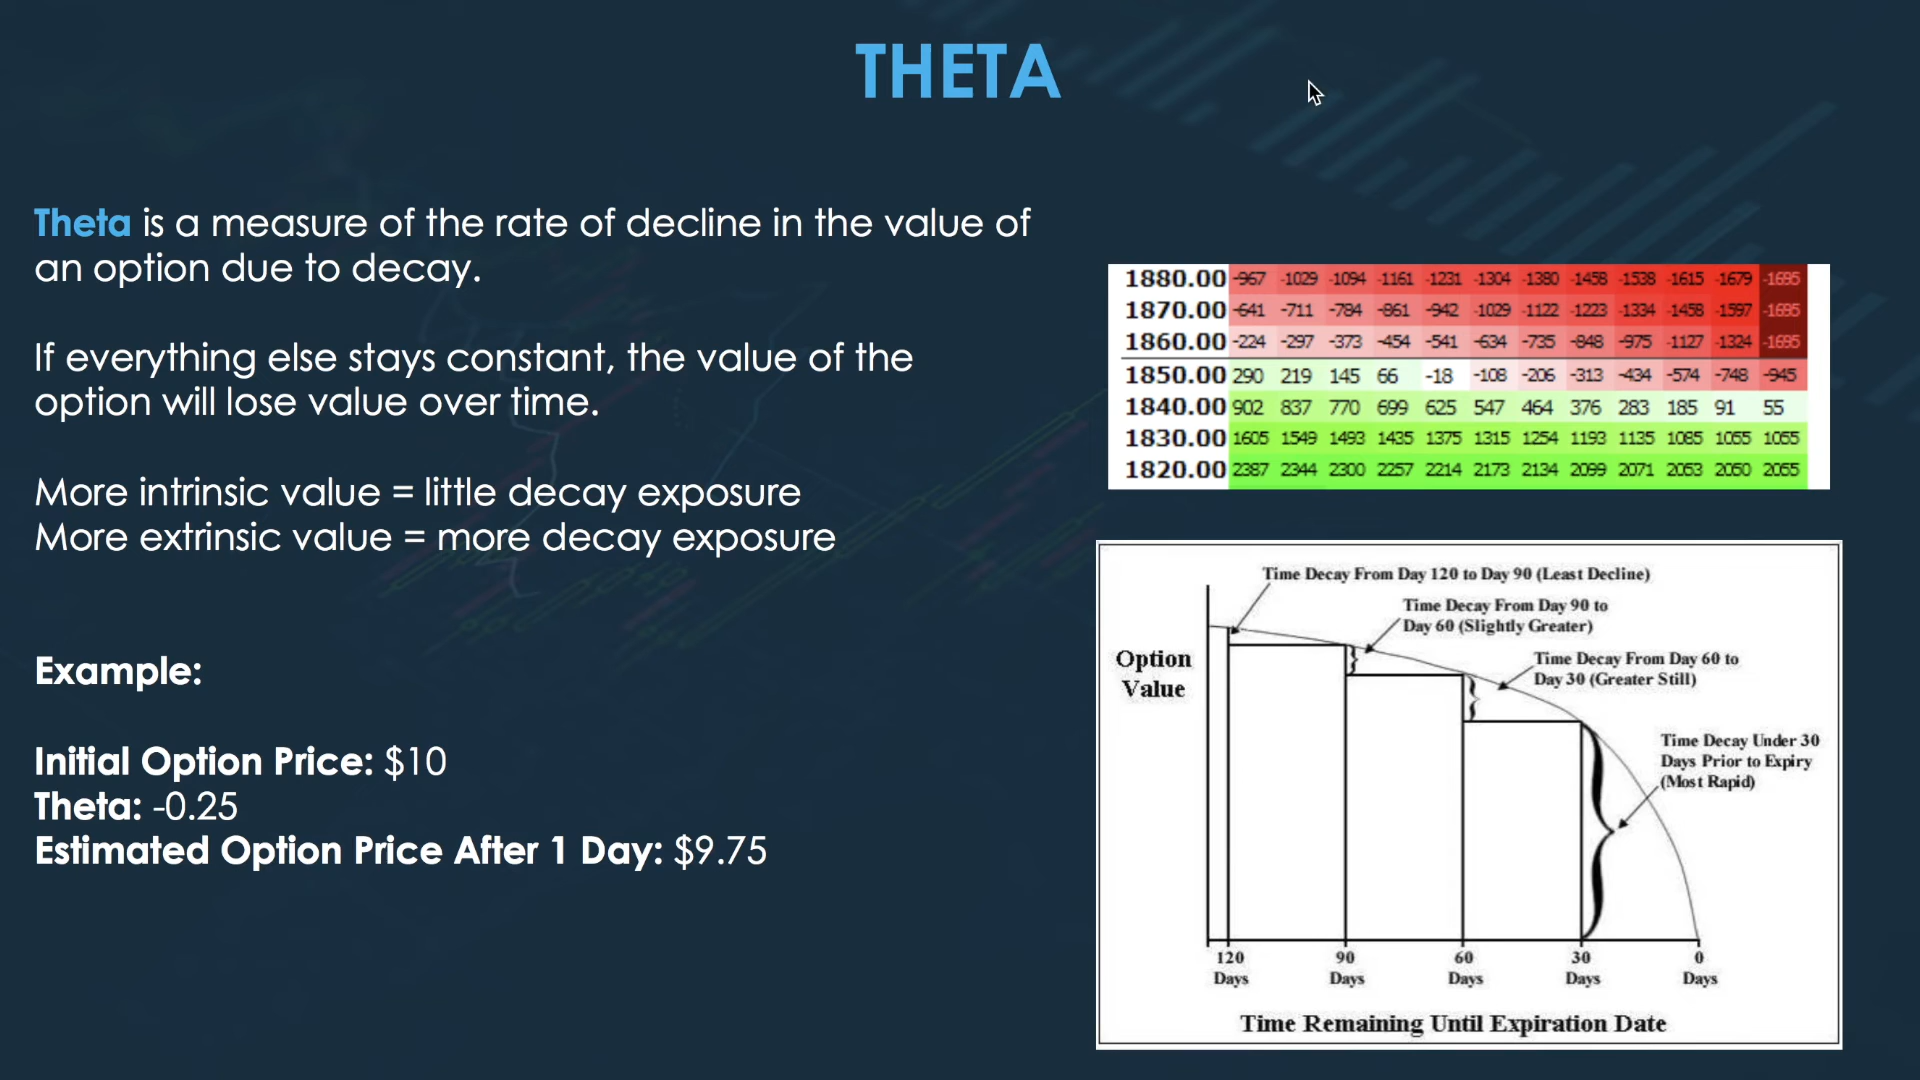 THETA
Theta is a measure of the rate of decline in the value of
an option due to decay.
If everything else stays constant, the value of the
option will lose value over time.
More intrinsic value = little decay exposure
More extrinsic value = more decay exposure
Example:
Initial Option Price: $10
Theta: -0.25
Estimated Option Price After 1 Day: $9.75
1880.00 -967 -1029 -1094 -1161 -1231 -1304 -1380 -1458 -1538 -1615 -1679 -1695
1870.00 -641 -711 -784 -861 -942 -1029 -1122 -1223 -1334 -1458 -1597 -1695
1860.00 -224 -297 -373 -454 -541 -634 -735 -848 -975 -1127 -1324 -1695
1850.00 290 219 145 66 -18 -108 -206 -313 -434 -574 -748 -945
1840.00 902 837 770 699 625 547 464 376 283 185 91 55
1830.00 1605 1549 1493 1435 1375 1315 1254 1193 1135 1085 1055 1055
1820.00 2387 2344 2300 2257 2214 2173 2134 2099 2071 2053 2050 2055
Time Decay From Day 120 to Day 90 (Least Decline)
Time Decay From Day 90 to
Day 60 (Slightly Greater)
Time Decay From Day 60 to
Day 30 (Greater Still)
Time Decay Under 30
Days Prior to Expiry
(Most Rapid)
Option
Value
120 90 60 30 0
Days Days Days Days Days
Time Remaining Until Expiration Date